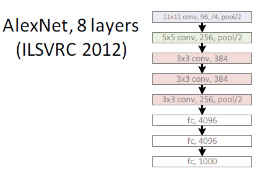 AlexNet, 8 layers
(ILSVRC 2012)
11x11 conv, 96, /4, pool/2
5x5 conv, 256, pool/2
3x3 conv, 384
3x3 conv, 384
3x3 conv, 256, pool/2
fc, 4096
fc, 4096
fc, 1000